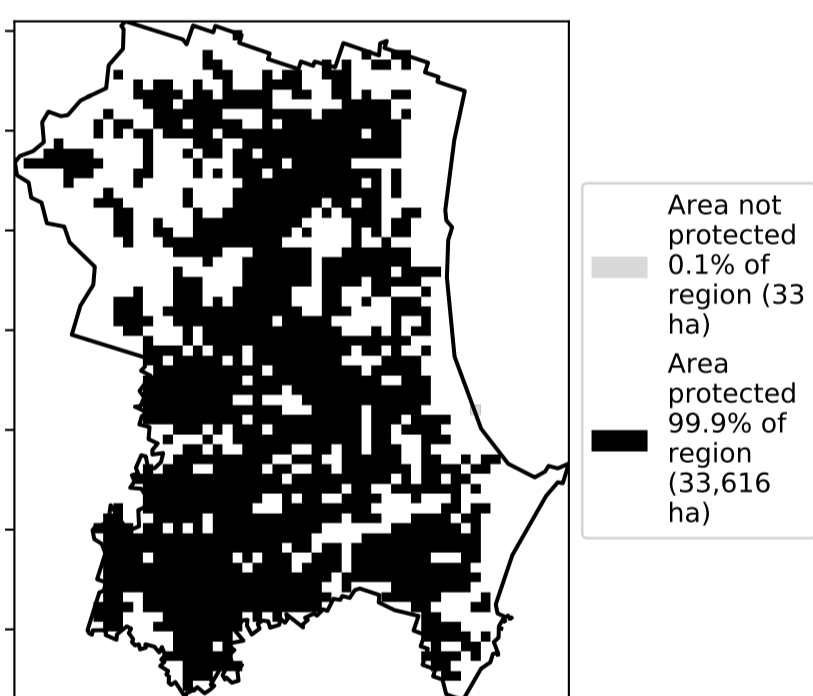 Area not
protected
0.1% of
region (33
ha)
Area
protected
99.9% of
region
(33,616
ha)